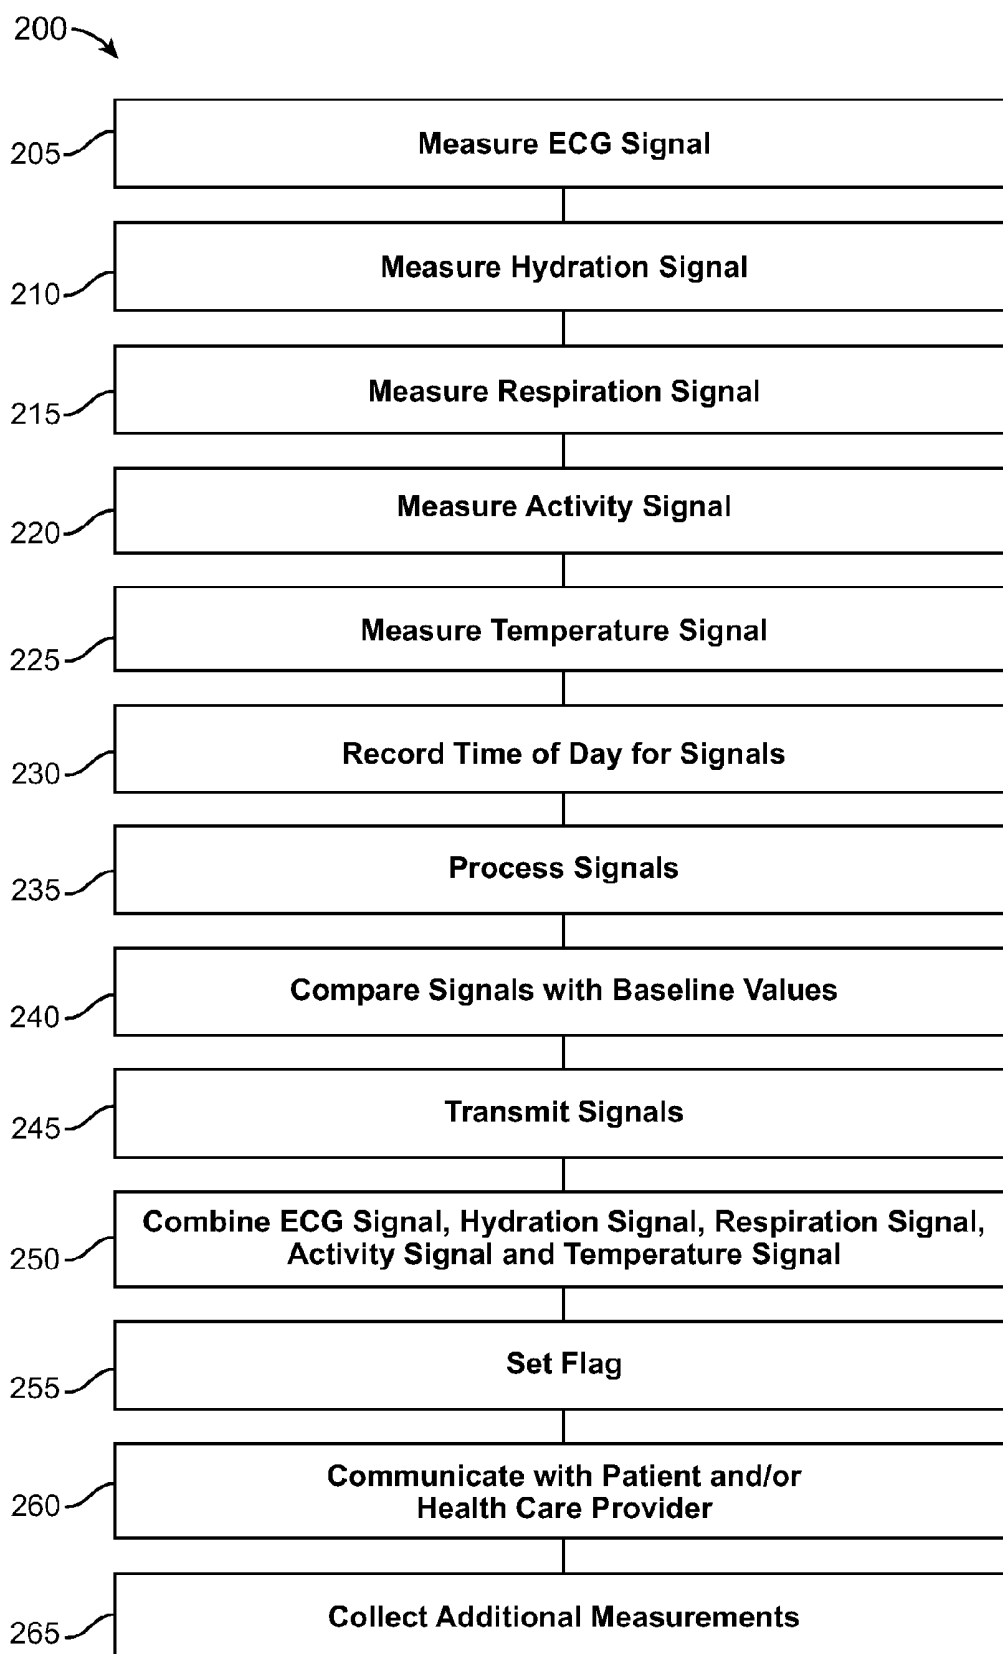 200
205 Measure ECG Signal
210 Measure Hydration Signal
215 Measure Respiration Signal
220 Measure Activity Signal
225 Measure Temperature Signal
230 Record Time of Day for Signals
235 Process Signals
240 Compare Signals with Baseline Values
245 Transmit Signals
250 Combine ECG Signal, Hydration Signal, Respiration Signal,
Activity Signal and Temperature Signal
255 Set Flag
260 Communicate with Patient and/or
Health Care Provider
265 Collect Additional Measurements